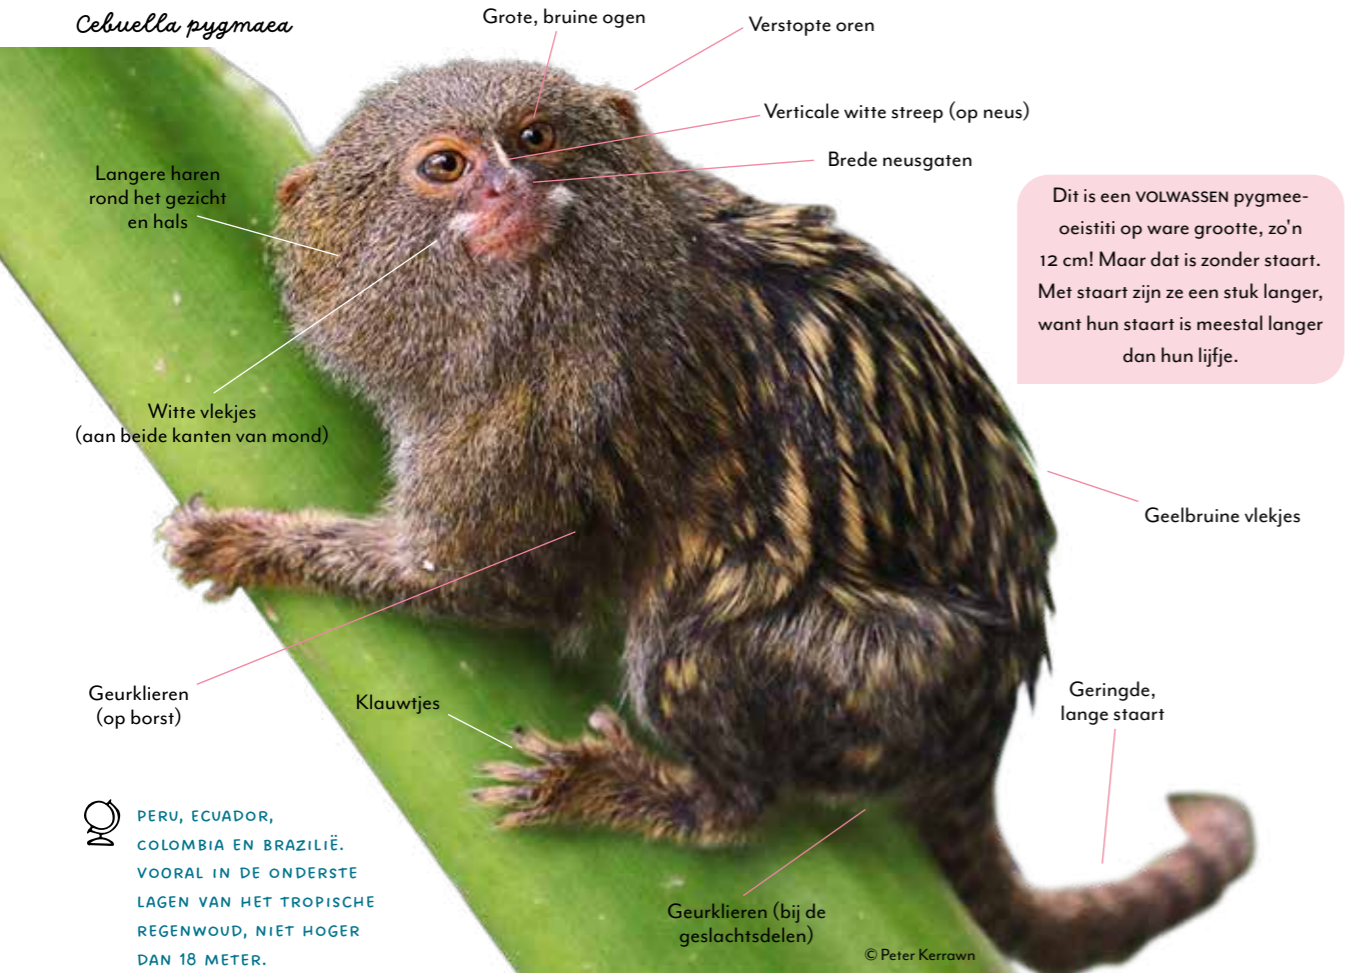 Cebuella pygmaea
Grote, bruine ogen
Verstopte oren
Verticale witte streep (op neus)
Brede neusgaten
Langere haren
rond het gezicht
en hals
Dit is een VOLWASSEN pygmee-
oeistiti op ware grootte, zo'n
12 cm! Maar dat is zonder staart.
Met staart zijn ze een stuk langer,
want hun staart is meestal langer
dan hun lijfje.
Witte vlekjes
(aan beide kanten van mond)
Geelbruine vlekjes
Geurklieren
(op borst)
Klauwtjes
Geringde,
lange staart
PERU, ECUADOR,
COLOMBIA EN BRAZILIË.
VOORAL IN DE ONDERSTE
LAGEN VAN HET TROPISCHE
REGENWOUD, NIET HOGER
DAN 18 METER.
Geurklieren (bij de
geslachtsdelen)
© Peter Kerrawn